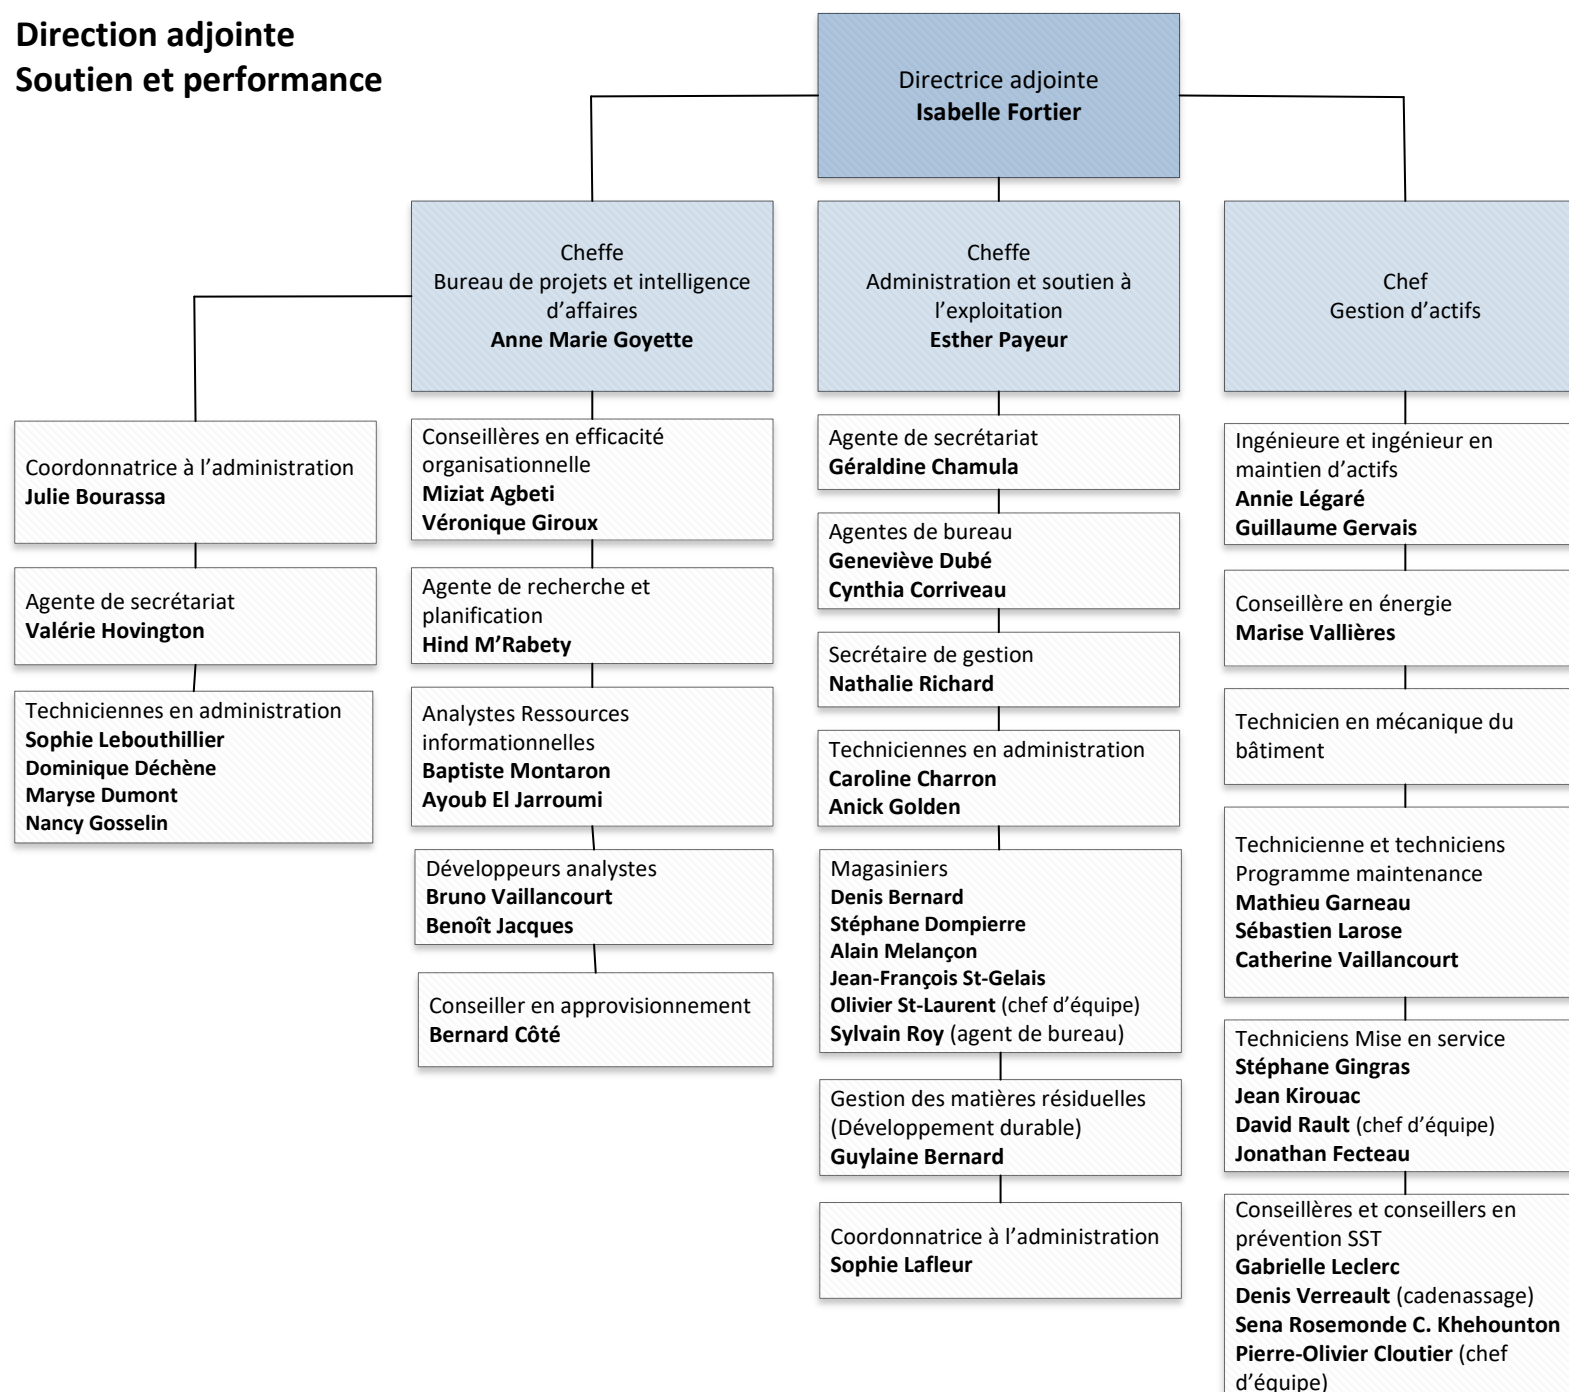 Direction adjointe
Soutien et performance
Directrice adjointe
Isabelle Fortier
Cheffe
Bureau de projets et intelligence
d’affaires
Anne Marie Goyette
Cheffe
Administration et soutien à
l’exploitation
Esther Payeur
Chef
Gestion d’actifs
Coordonnatrice à l’administration
Julie Bourassa
Agente de secrétariat
Valérie Hovington
Techniciennes en administration
Sophie Lebouthillier
Dominique Déchène
Maryse Dumont
Nancy Gosselin
Conseillères en efficacité
organisationnelle
Miziat Agbeti
Véronique Giroux
Agente de recherche et
planification
Hind M’Rabety
Analystes Ressources
informationnelles
Baptiste Montaron
Ayoub El Jarroumi
Développeurs analystes
Bruno Vaillancourt
Benoît Jacques
Conseiller en approvisionnement
Bernard Côté
Agente de secrétariat
Géraldine Chamula
Agentes de bureau
Geneviève Dubé
Cynthia Corriveau
Secrétaire de gestion
Nathalie Richard
Techniciennes en administration
Caroline Charron
Anick Golden
Magasiniers
Denis Bernard
Stéphane Dompierre
Alain Melançon
Jean-François St-Gelais
Olivier St-Laurent (chef d’équipe)
Sylvain Roy (agent de bureau)
Gestion des matières résiduelles
(Développement durable)
Guylaine Bernard
Coordonnatrice à l’administration
Sophie Lafleur
Ingénieure et ingénieur en
maintien d’actifs
Annie Légaré
Guillaume Gervais
Conseillère en énergie
Marise Vallières
Technicien en mécanique du
bâtiment
Technicienne et techniciens
Programme maintenance
Mathieu Garneau
Sébastien Larose
Catherine Vaillancourt
Techniciens Mise en service
Stéphane Gingras
Jean Kirouac
David Rault (chef d’équipe)
Jonathan Fecteau
Conseillères et conseillers en
prévention SST
Gabrielle Leclerc
Denis Verreault (cadenassage)
Sena Rosemonde C. Khehounton
Pierre-Olivier Cloutier (chef
d’équipe)